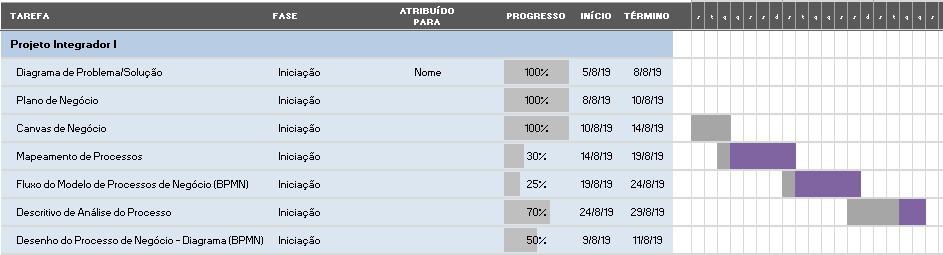 TAREFA FASE ATRIBUÍDO PARA PROGRESSO INÍCIO TÉRMINO s t q q s s d s t q q s s d s t q q s
Projeto Integrador I
Diagrama de Problema/Solução Iniciação Nome 100% 5/8/19 8/8/19
Plano de Negócio Iniciação 100% 8/8/19 10/8/19
Canvas de Negócio Iniciação 100% 10/8/19 14/8/19
Mapeamento de Processos Iniciação 30% 14/8/19 19/8/19
Fluxo do Modelo de Processos de Negócio (BPMN) Iniciação 25% 19/8/19 24/8/19
Descritivo de Análise do Processo Iniciação 70% 24/8/19 29/8/19
Desenho do Processo de Negócio - Diagrama (BPMN) Iniciação 50% 9/8/19 11/8/19